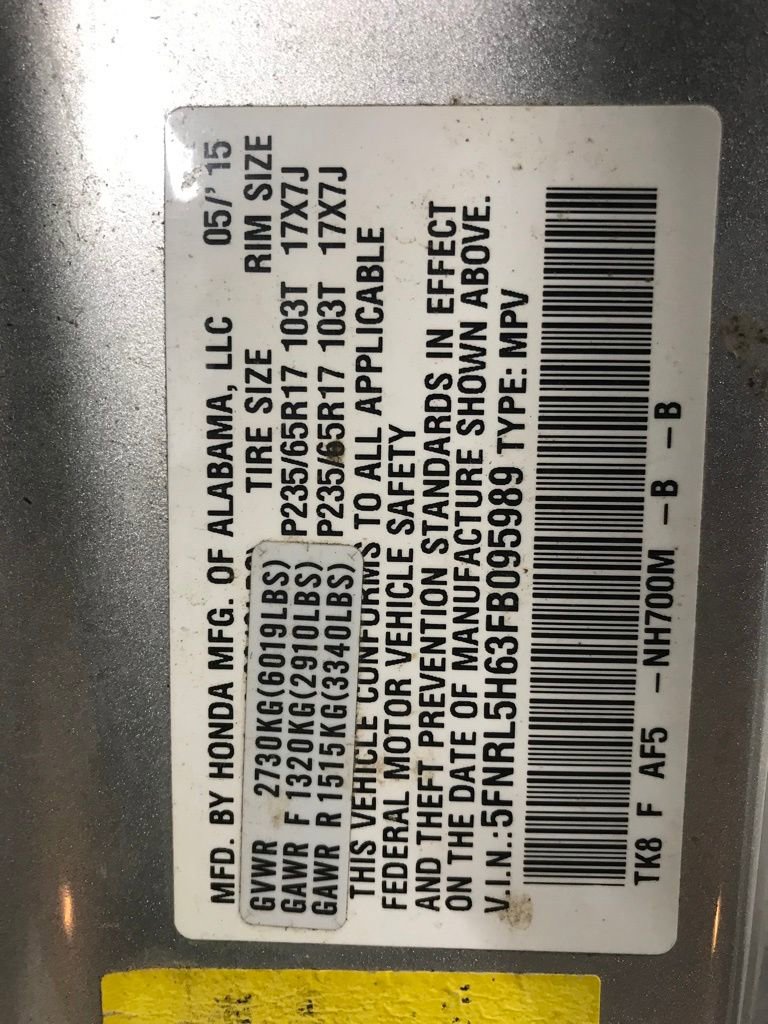 MFD. BY HONDA MFG. OF ALABAMA, LLC 05/' 15
TIRE SIZE RIM SIZE
GVWR 2730KG(6019LBS)
GAWR F 1320KG(2910LBS) P235/65R17 103T 17X7J
GAWR R 1515KG(3340LBS) P235/65R17 103T 17X7J
THIS VEHICLE CONFORMS TO ALL APPLICABLE
FEDERAL MOTOR VEHICLE SAFETY
AND THEFT PREVENTION STANDARDS IN EFFECT
ON THE DATE OF MANUFACTURE SHOWN ABOVE.
V.I.N.:5FNRL5H63FB095989 TYPE: MPV
TK8 F AF5 -NH700M -B -B